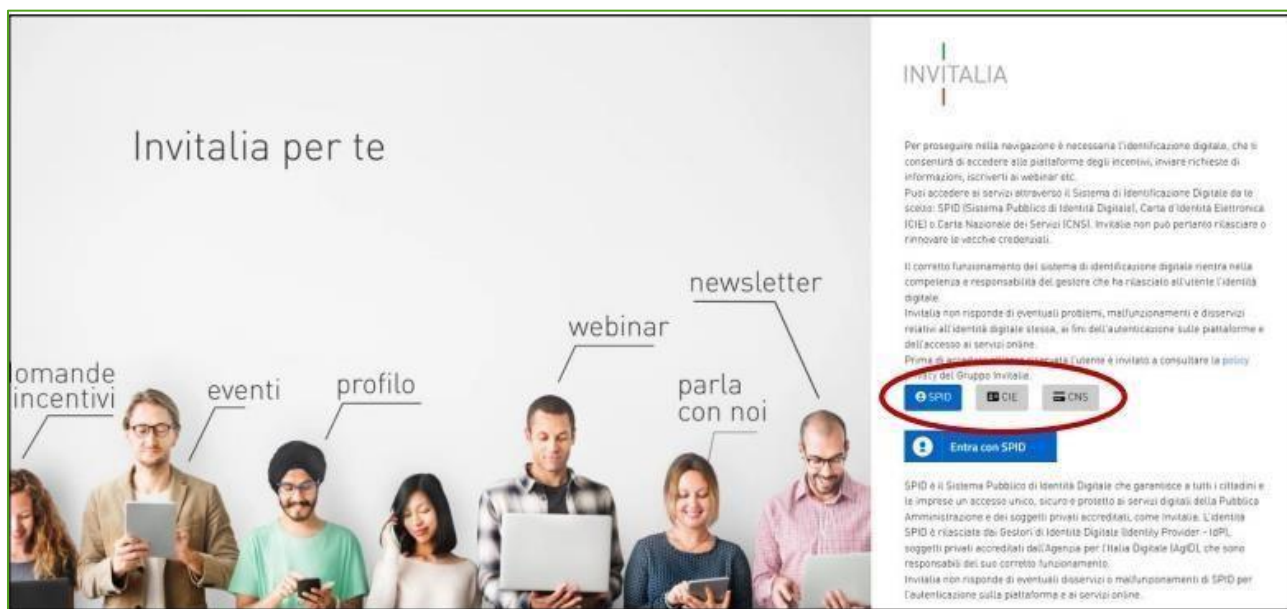 Invitalia per te
omande
incentivi
eventi
profilo
webinar
newsletter
parla
con noi
INVITALIA
Per proseguire nella navigazione è necessaria l'identificazione digitale, che ti
consentirà di accedere alle piattaforme degli incentivi, inviare richieste di
informazioni, iscriverti ai webinar etc.
Puoi accedere ai servizi attraverso il Sistema di Identificazione Digitale da te
scelto: SPID (Sistema Pubblico di Identità Digitale), Carta d'Identità Elettronica
(CIE) o Carta Nazionale dei Servizi (CNS). Invitalia non può pertanto rilasciare o
rinnovare le vecchie credenziali.
Il corretto funzionamento del sistema di identificazione digitale rientra nella
competenza e responsabilità del gestore che ha rilasciato all'utente l'identità
digitale.
Invitalia non risponde di eventuali problemi, malfunzionamenti e disservizi
relativi all'identità digitale stessa, ai fini dell'autenticazione sulle piattaforme e
dell'accesso ai servizi online.
Prima di l'utente è invitato a consultare la policy
privacy del Gruppo Invitalia.
SPID CIE CNS
Entra con SPID
SPID è il Sistema Pubblico di Identità Digitale che garantisce a tutti i cittadini e
le imprese un accesso unico, sicuro e protetto ai servizi digitali della Pubblica
Amministrazione e dei soggetti privati accreditati, come Invitalia. L'identità
SPID è rilasciata dai Gestori di Identità Digitale (Identity Provider - IdP),
soggetti privati accreditati dall'Agenzia per l'Italia Digitale (AgID), che sono
responsabili del suo corretto funzionamento.
Invitalia non risponde di eventuali disservizi o malfunzionamenti di SPID per
l'autenticazione sulla piattaforma e ai servizi online.